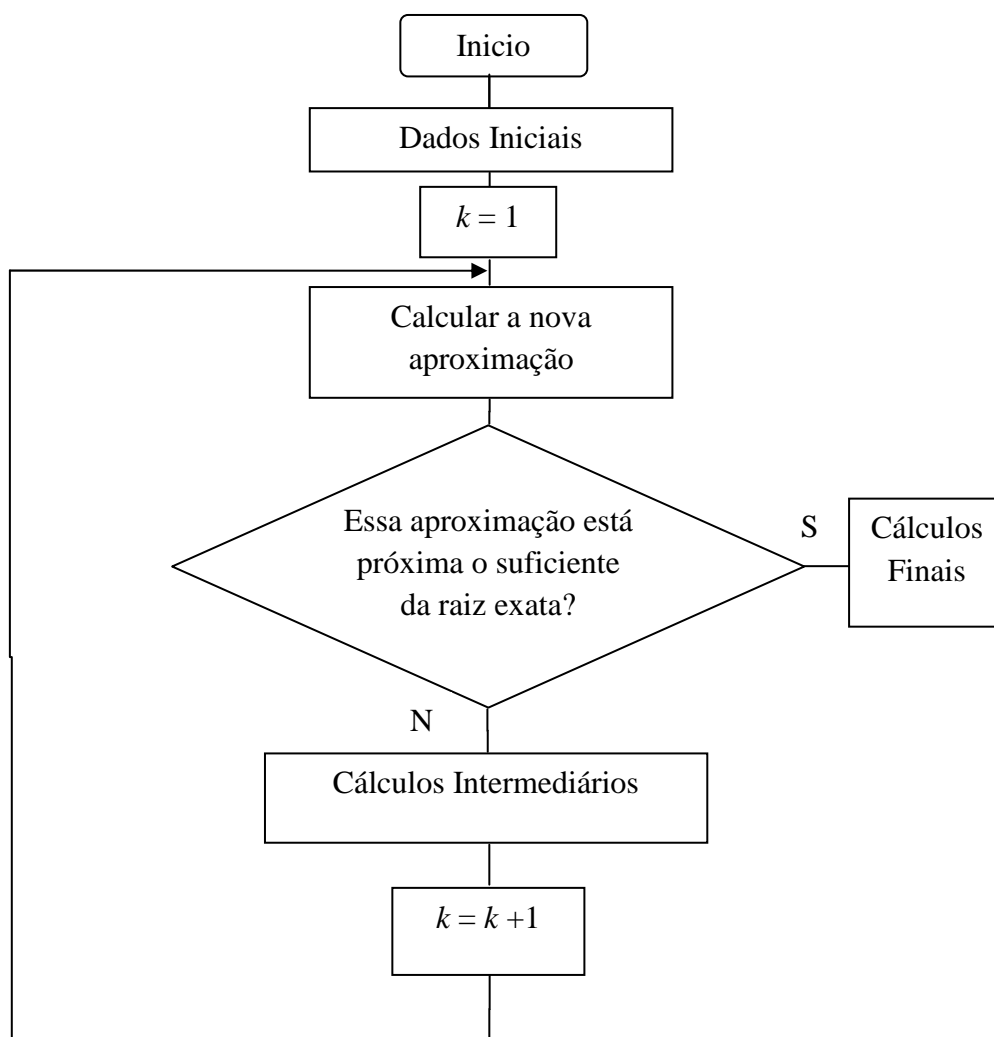 Inicio
Dados Iniciais
k = 1
Calcular a nova
aproximação
Essa aproximação está
próxima o suficiente
da raiz exata?
S
Cálculos
Finais
N
Cálculos Intermediários
k = k +1